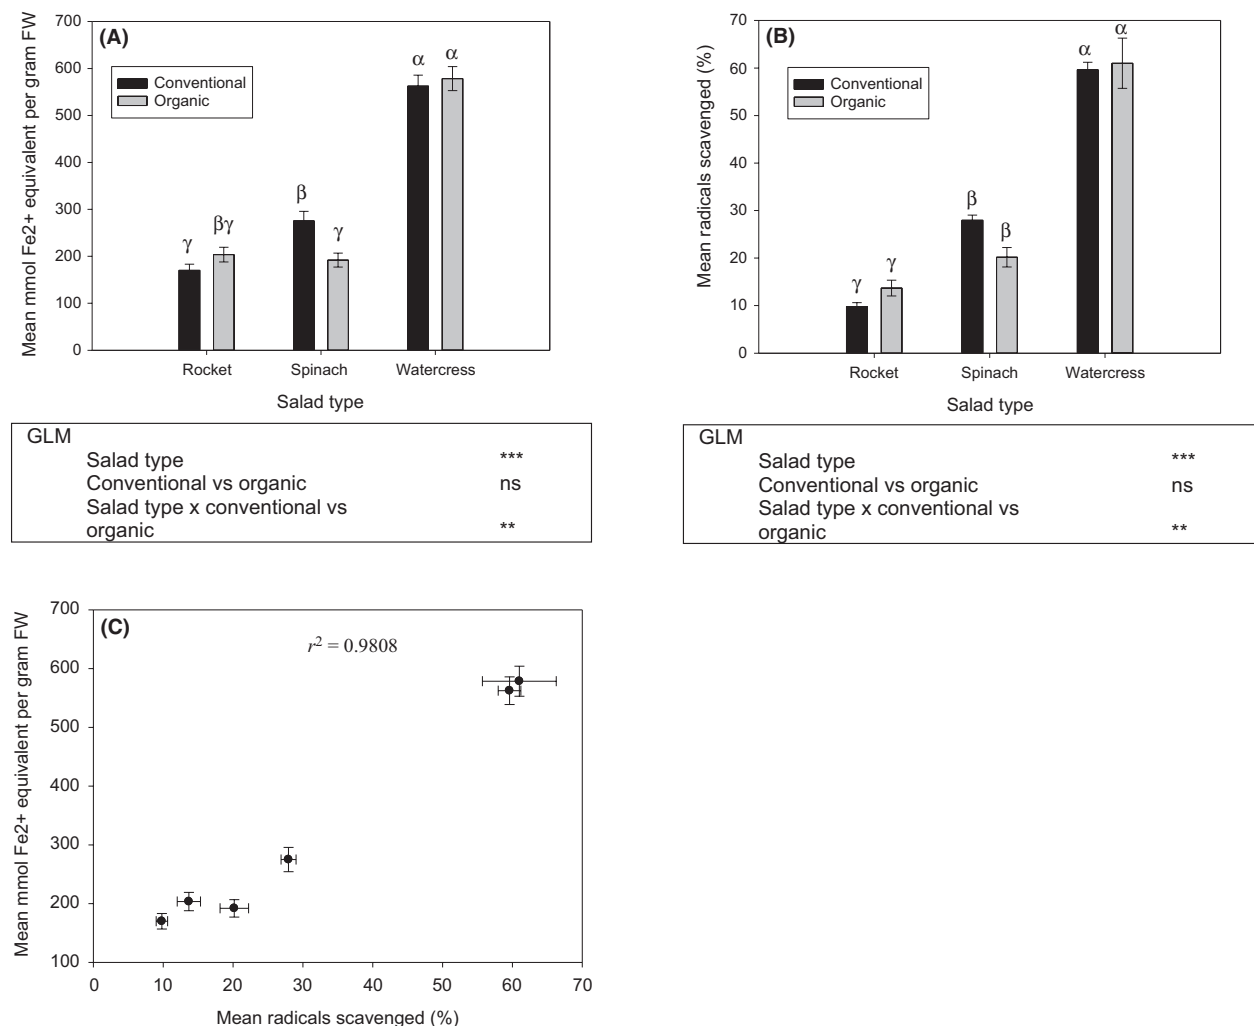 (A)
Mean mmol Fe2+ equivalent per gram FW
700
600
500
400
300
200
100
0
Conventional
Organic
γ
βγ
β
γ
α
α
Rocket
Spinach
Watercress
Salad type
GLM
Salad type ***
Conventional vs organic ns
Salad type x conventional vs
organic **
(B)
Mean radicals scavenged (%)
70
60
50
40
30
20
10
0
Conventional
Organic
γ
γ
β
β
α
α
Rocket
Spinach
Watercress
Salad type
GLM
Salad type ***
Conventional vs organic ns
Salad type x conventional vs
organic **
(C)
r² = 0.9808
Mean mmol Fe2+ equivalent per gram FW
700
600
500
400
300
200
100
0
10
20
30
40
50
60
70
Mean radicals scavenged (%)